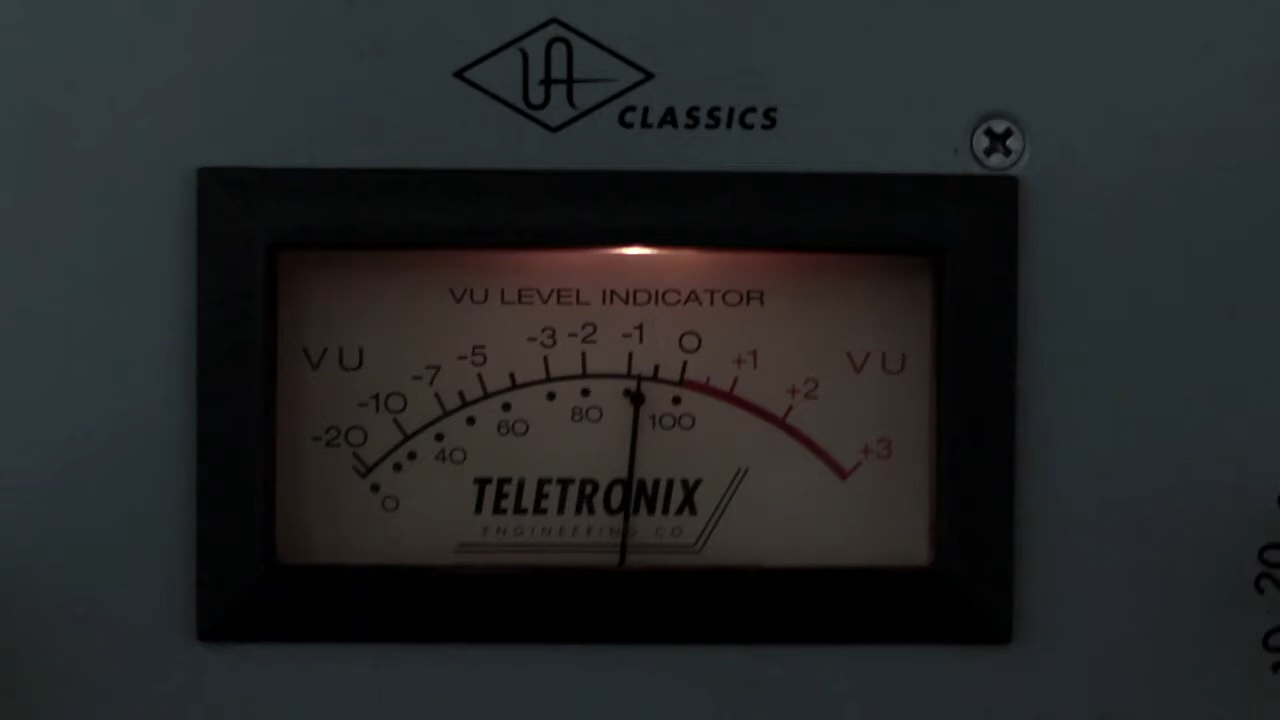 UA
CLASSICS
VU LEVEL INDICATOR
VU VU
-20 -10 -7 -5 -3 -2 -1 0 +1 +2 +3
0 40 60 80 100
TELETRONIX
ENGINEERING CO
20